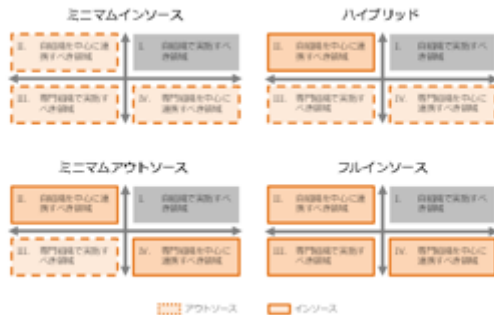 ミニマムインソース
ハイブリッド
II. 自組織を中心に連
携すべき領域
I. 自組織で実施すべ
き領域
II. 自組織を中心に連
携すべき領域
I. 自組織で実施すべ
き領域
III. 専門組織で実施す
べき領域
IV. 専門組織を中心に
連携すべき領域
III. 専門組織で実施す
べき領域
IV. 専門組織を中心に
連携すべき領域
ミニマムアウトソース
フルインソース
II. 自組織を中心に連
携すべき領域
I. 自組織で実施すべ
き領域
II. 自組織を中心に連
携すべき領域
I. 自組織で実施すべ
き領域
III. 専門組織で実施す
べき領域
IV. 専門組織を中心に
連携すべき領域
III. 専門組織で実施す
べき領域
IV. 専門組織を中心に
連携すべき領域
アウトソース
インソース